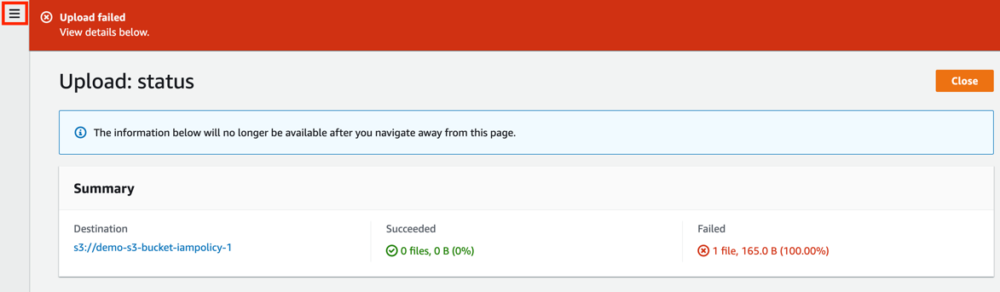 Upload failed
View details below.
Upload: status
Close
The information below will no longer be available after you navigate away from this page.
Summary
Destination
s3://demo-s3-bucket-iampolicy-1
Succeeded
0 files, 0 B (0%)
Failed
1 file, 165.0 B (100.00%)